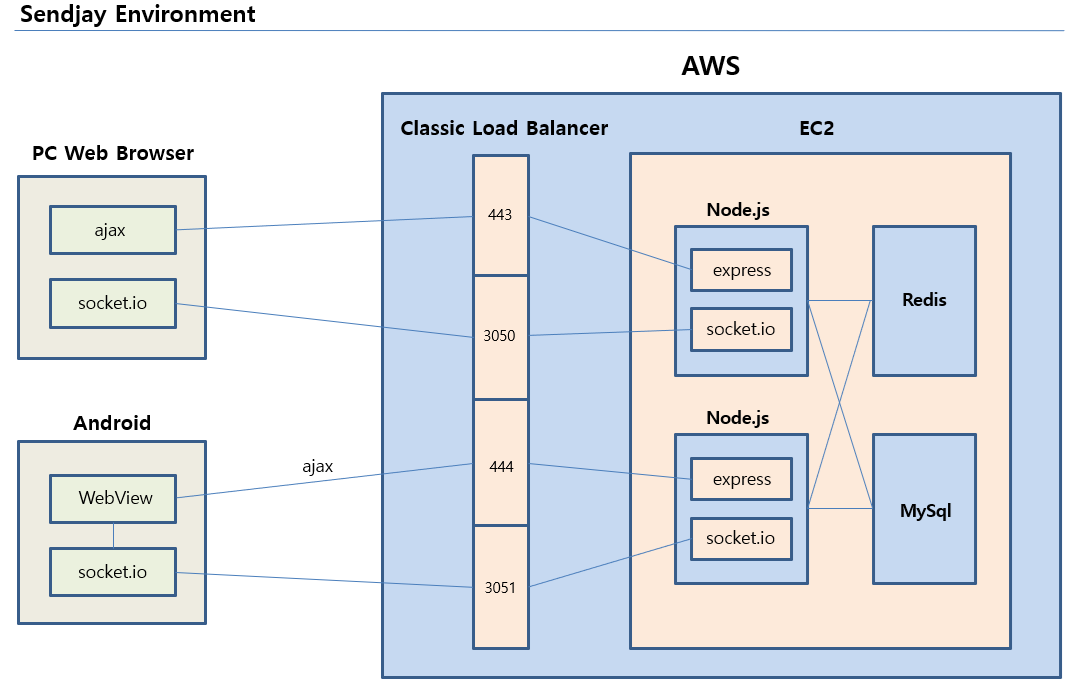 Sendjay Environment
AWS
Classic Load Balancer
EC2
PC Web Browser
ajax
socket.io
443
3050
444
3051
Node.js
express
socket.io
Redis
Android
WebView
socket.io
ajax
Node.js
express
socket.io
MySql